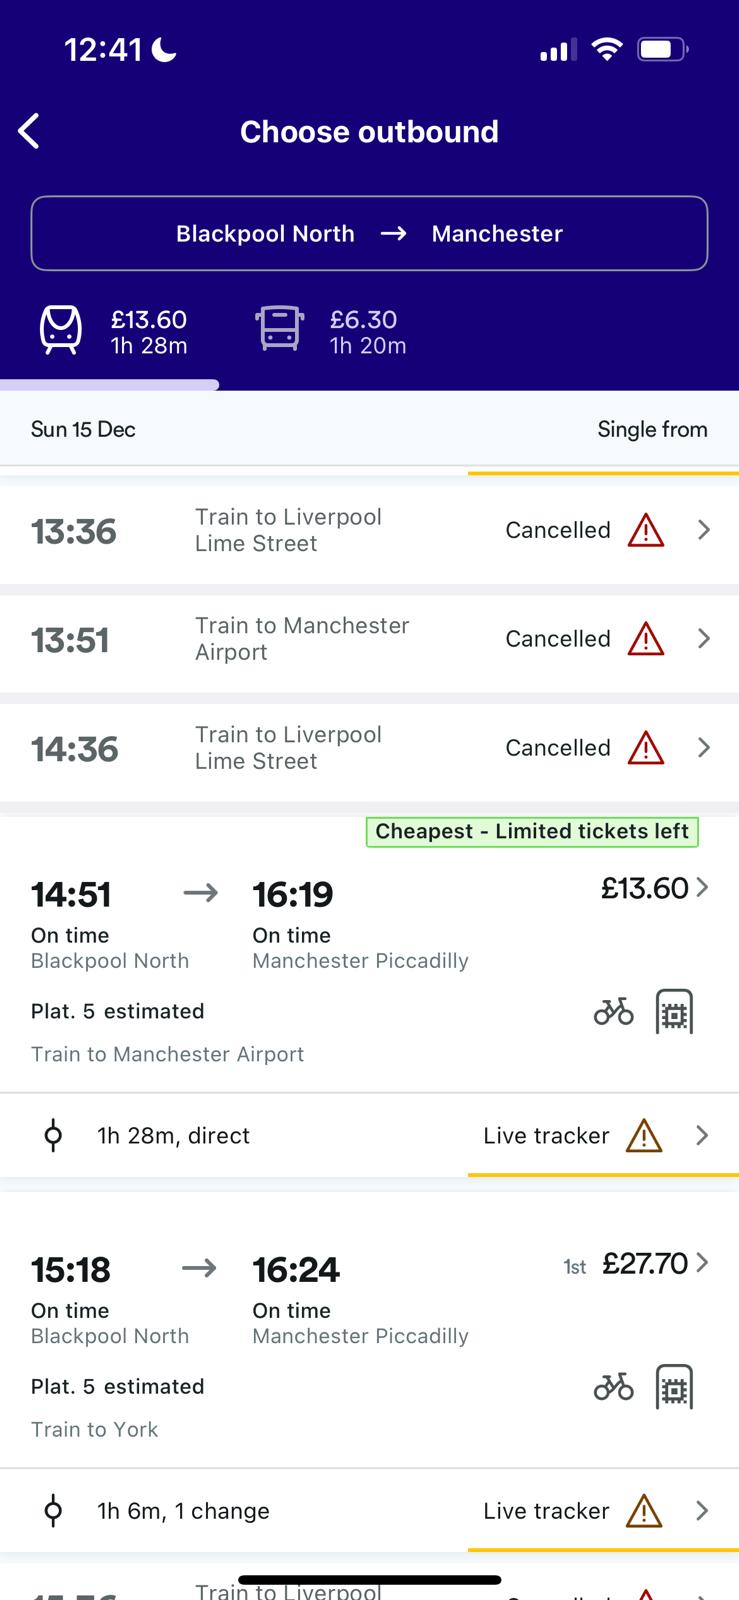 12:41
Choose outbound
Blackpool North → Manchester
£13.60 £6.30
1h 28m 1h 20m
Sun 15 Dec Single from
13:36 Train to Liverpool Lime Street Cancelled
13:51 Train to Manchester Airport Cancelled
14:36 Train to Liverpool Lime Street Cancelled
Cheapest - Limited tickets left
14:51 → 16:19 £13.60
On time On time
Blackpool North Manchester Piccadilly
Plat. 5 estimated
Train to Manchester Airport
1h 28m, direct Live tracker
15:18 → 16:24 1st £27.70
On time On time
Blackpool North Manchester Piccadilly
Plat. 5 estimated
Train to York
1h 6m, 1 change Live tracker
Train to Liverpool